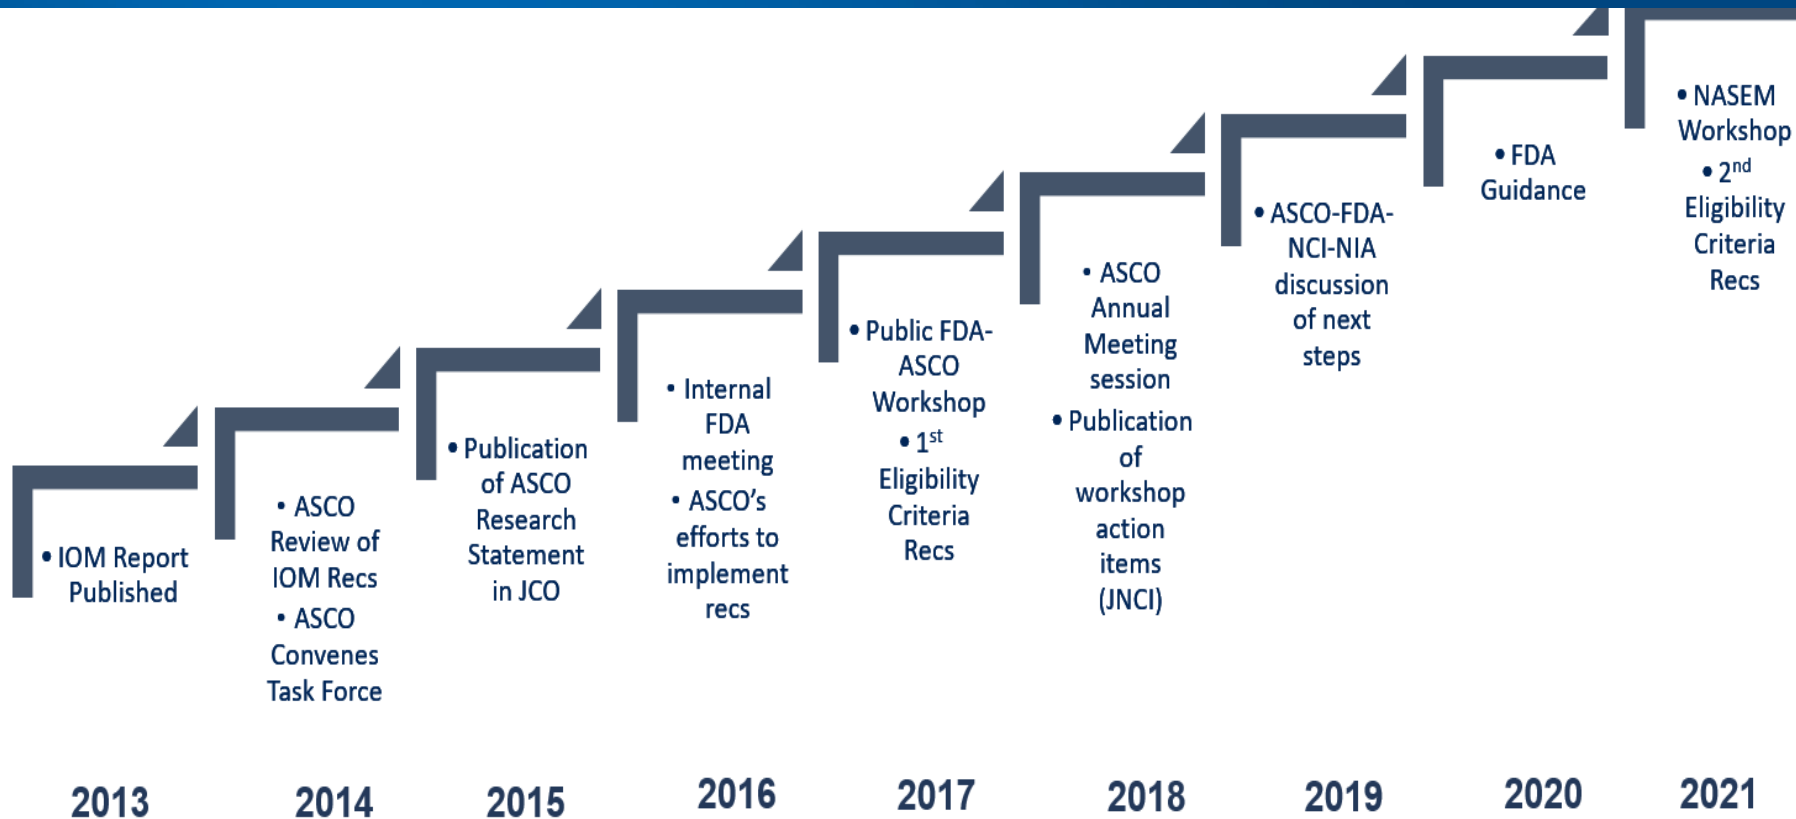 • IOM Report
Published
• ASCO
Review of
IOM Recs
• ASCO
Convenes
Task Force
• Publication
of ASCO
Research
Statement
in JCO
• Internal
FDA
meeting
• ASCO’s
efforts to
implement
recs
• Public FDA-
ASCO
Workshop
• 1st
Eligibility
Criteria
Recs
• ASCO
Annual
Meeting
session
• Publication
of
workshop
action
items
(JNCI)
• ASCO-FDA-
NCI-NIA
discussion
of next
steps
• FDA
Guidance
• NASEM
Workshop
• 2nd
Eligibility
Criteria
Recs
2013
2014
2015
2016
2017
2018
2019
2020
2021